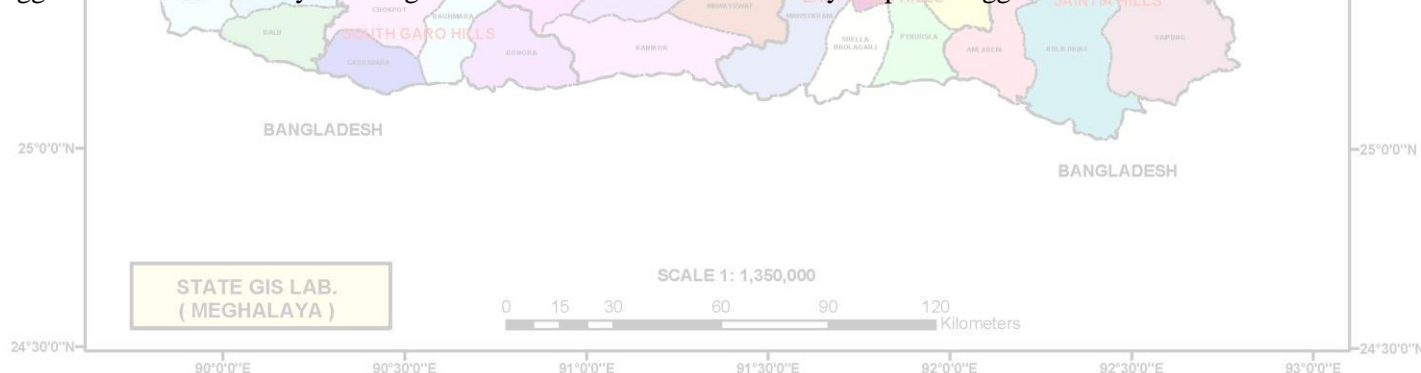 JAINTIA HILLS
CHOKPOT
BAGHMARA
DALU
SOUTH GARO HILLS
GASUAPARA
RONGRA
RANIKOR
MAWKYRWAT
MAWSYNRAM
SHELLA
BHOLAGANJ
PYNURSLA
AMLAREM
SAIPUNG
BANGLADESH
25°0'0"N
25°0'0"N
BANGLADESH
STATE GIS LAB.
( MEGHALAYA )
SCALE 1: 1,350,000
0 15 30 60 90 120
Kilometers
24°30'0"N
24°30'0"N
90°0'0"E 90°30'0"E 91°0'0"E 91°30'0"E 92°0'0"E 92°30'0"E 93°0'0"E